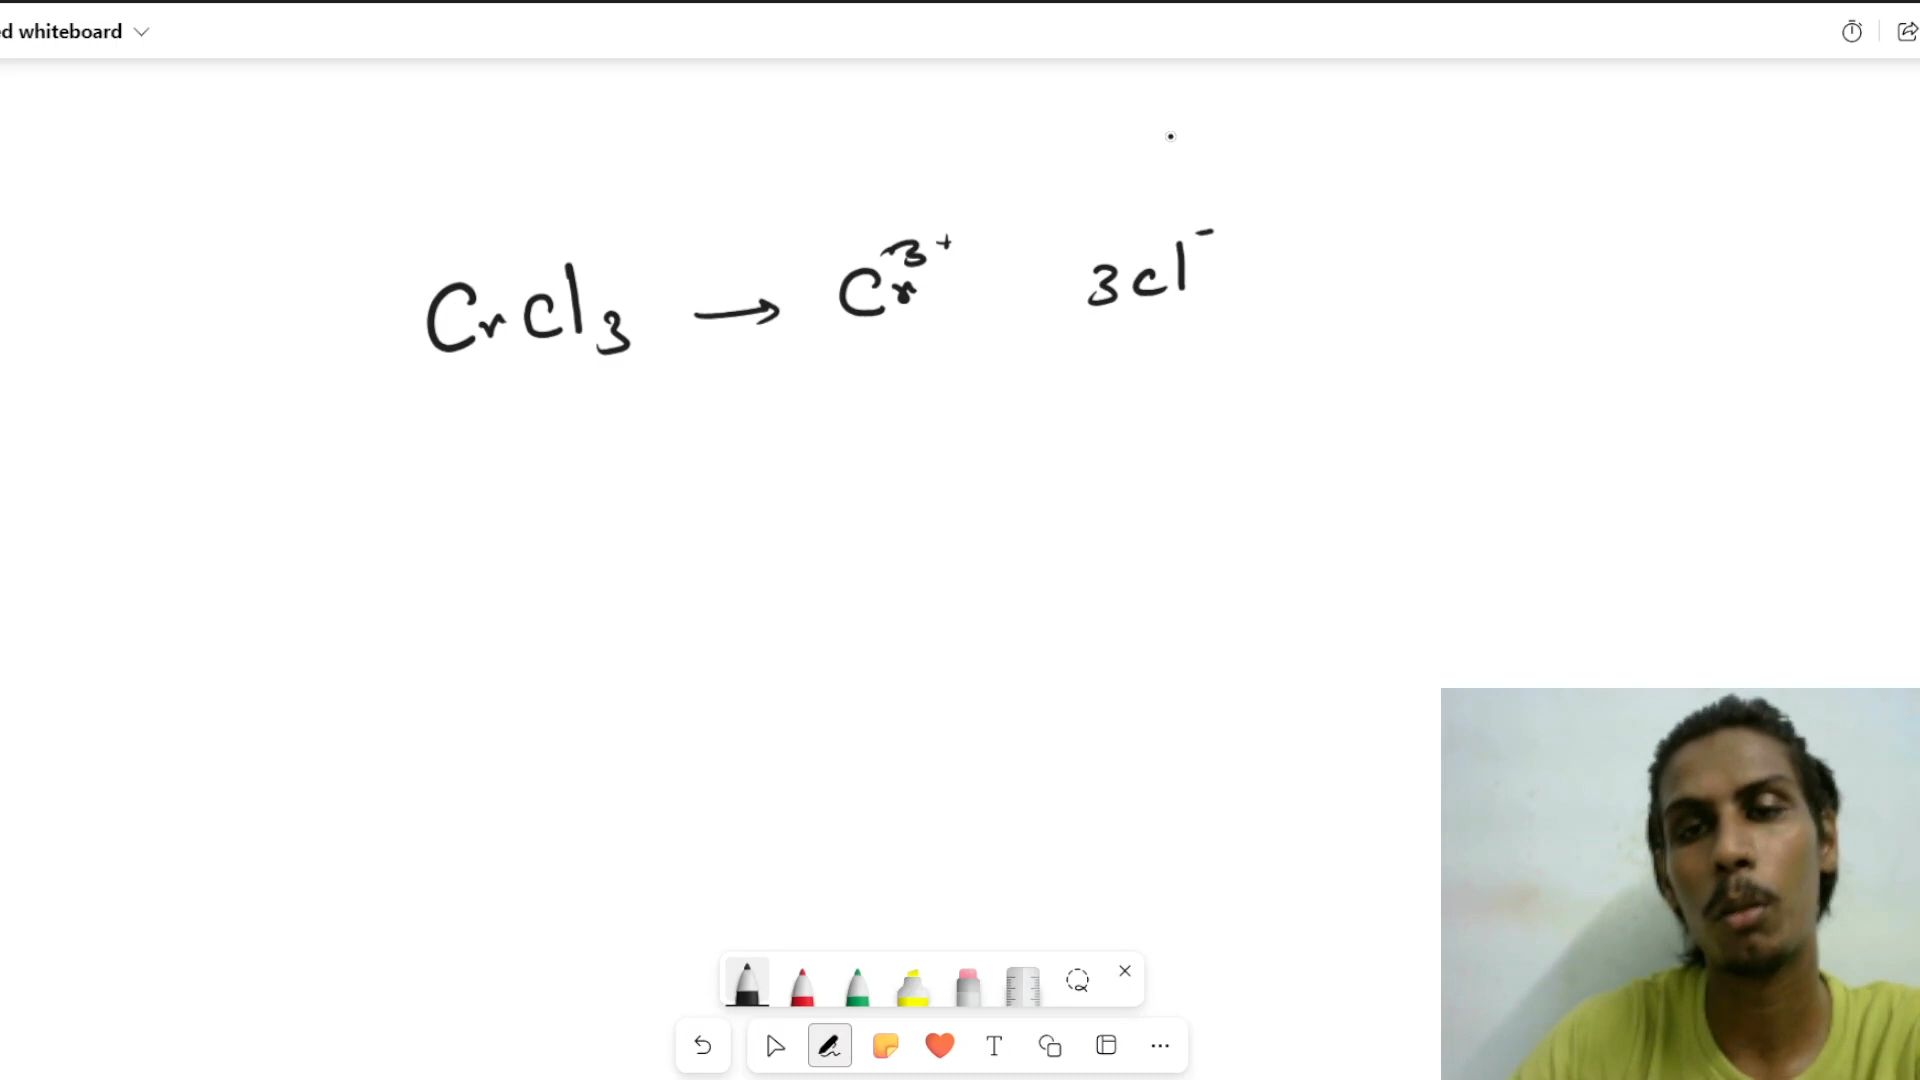 d whiteboard
CrCl₃ → Cr³⁺ 3cl⁻
T